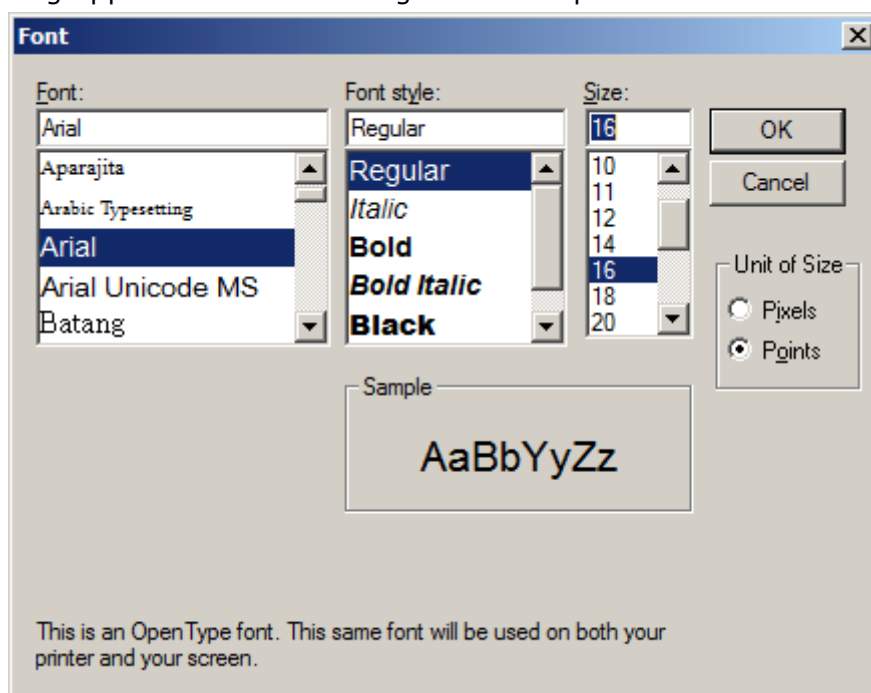 Font
Font:
Font style:
Size:
Arial
Regular
16
OK
Aparajita
Arabic Typesetting
Arial
Arial Unicode MS
Batang
Regular
Italic
Bold
Bold Italic
Black
10
11
12
14
16
18
20
Cancel
Unit of Size
Pixels
Points
Sample
AaBbYyZz
This is an OpenType font. This same font will be used on both your
printer and your screen.